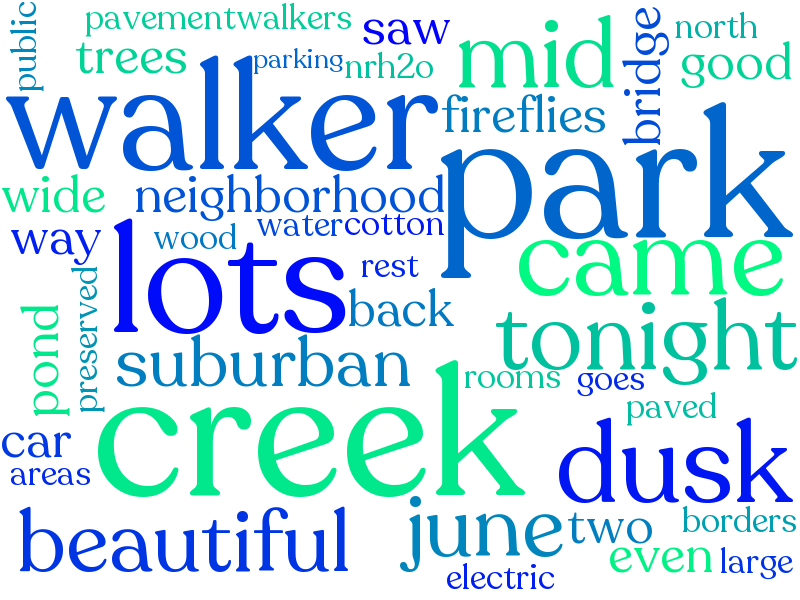 public
pavementwalkers
saw
mid
bridge
north
trees
parking
nrh2o
good
walker
fireflies
park
wide
neighborhood
way
wood
water
cotton
came
lots
rest
preserved
back
tonight
pond
suburban
rooms
goes
creek
paved
car
areas
dusk
beautiful
june
two
borders
even
large
electric